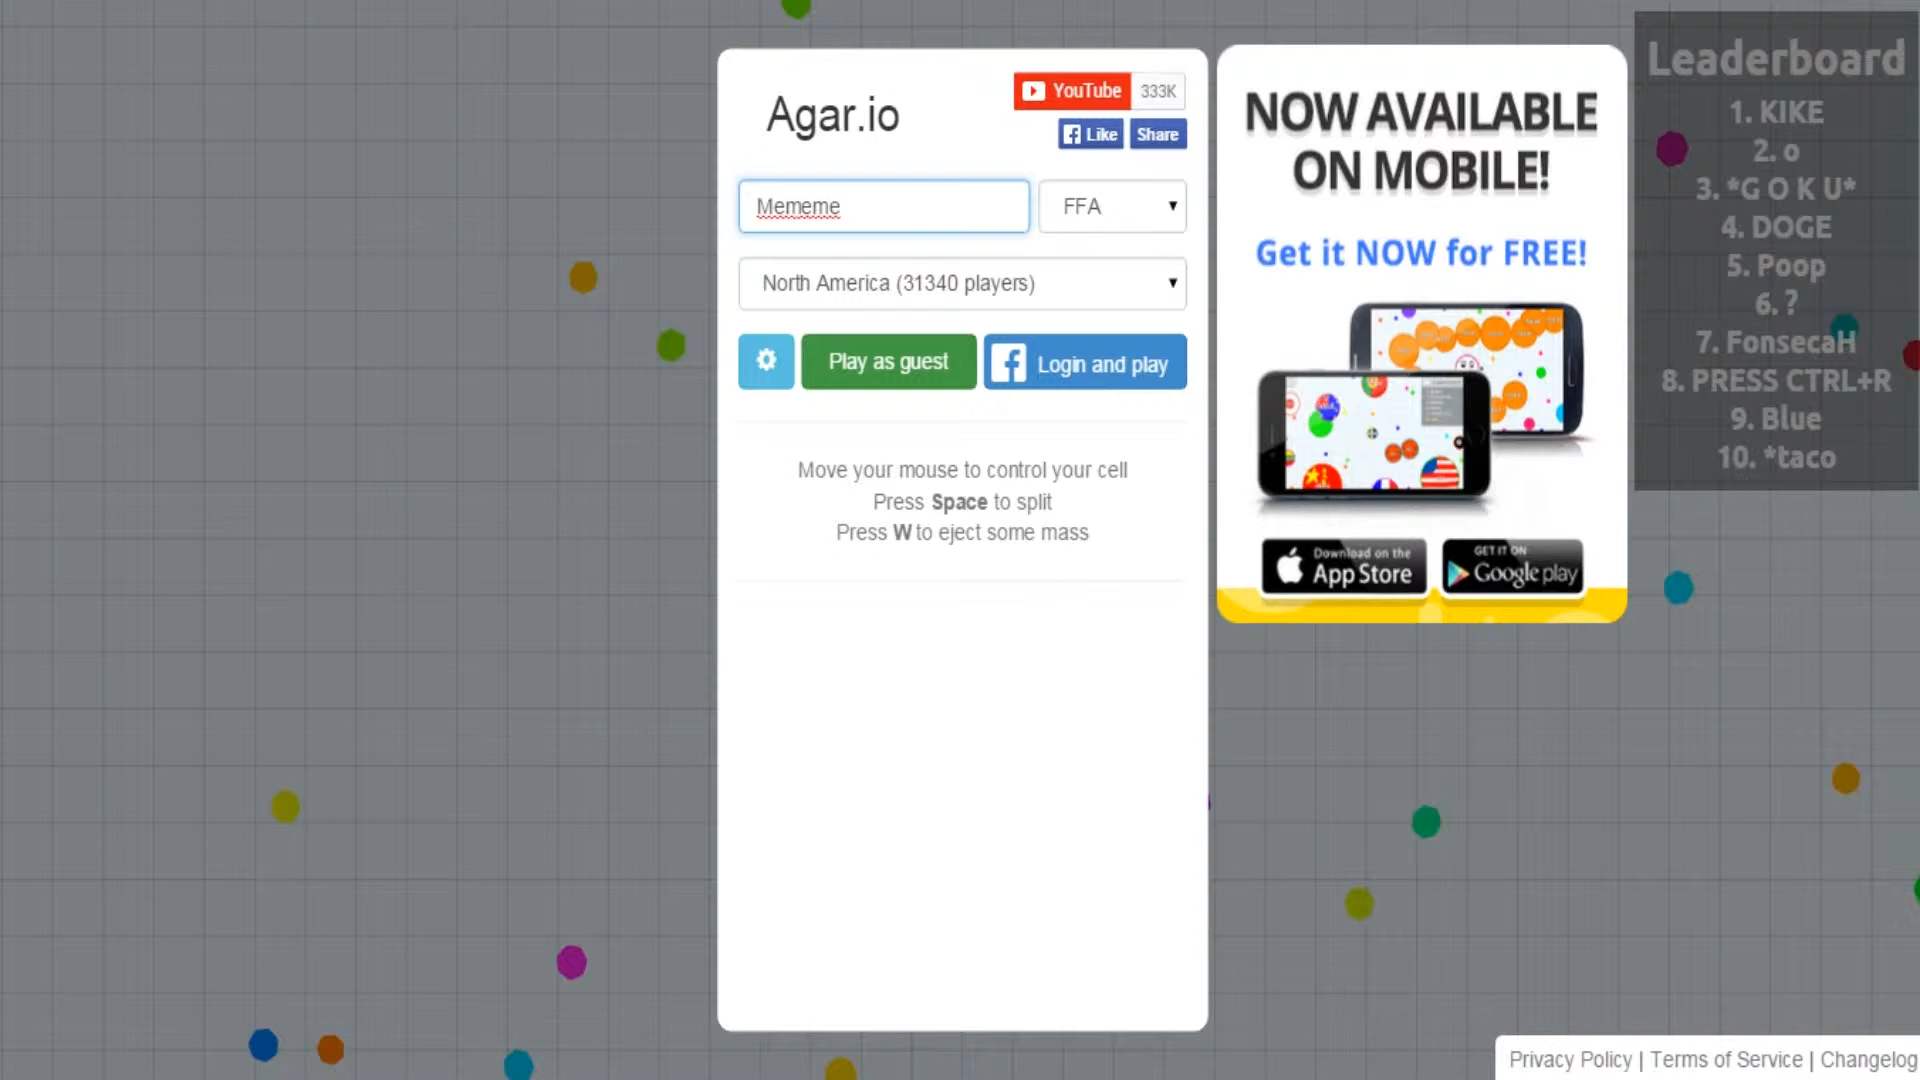 Agar.io
YouTube 333K
Like Share
Mememe
FFA
North America (31340 players)
Play as guest
Login and play
Move your mouse to control your cell
Press Space to split
Press W to eject some mass
NOW AVAILABLE
ON MOBILE!
Get it NOW for FREE!
Download on the
App Store
GET IT ON
Google play
Leaderboard
1. KIKE
2. o
3. *G O K U*
4. DOGE
5. Poop
6. ?
7. FonsecaH
8. PRESS CTRL+R
9. Blue
10. *taco
Privacy Policy | Terms of Service | Changelog